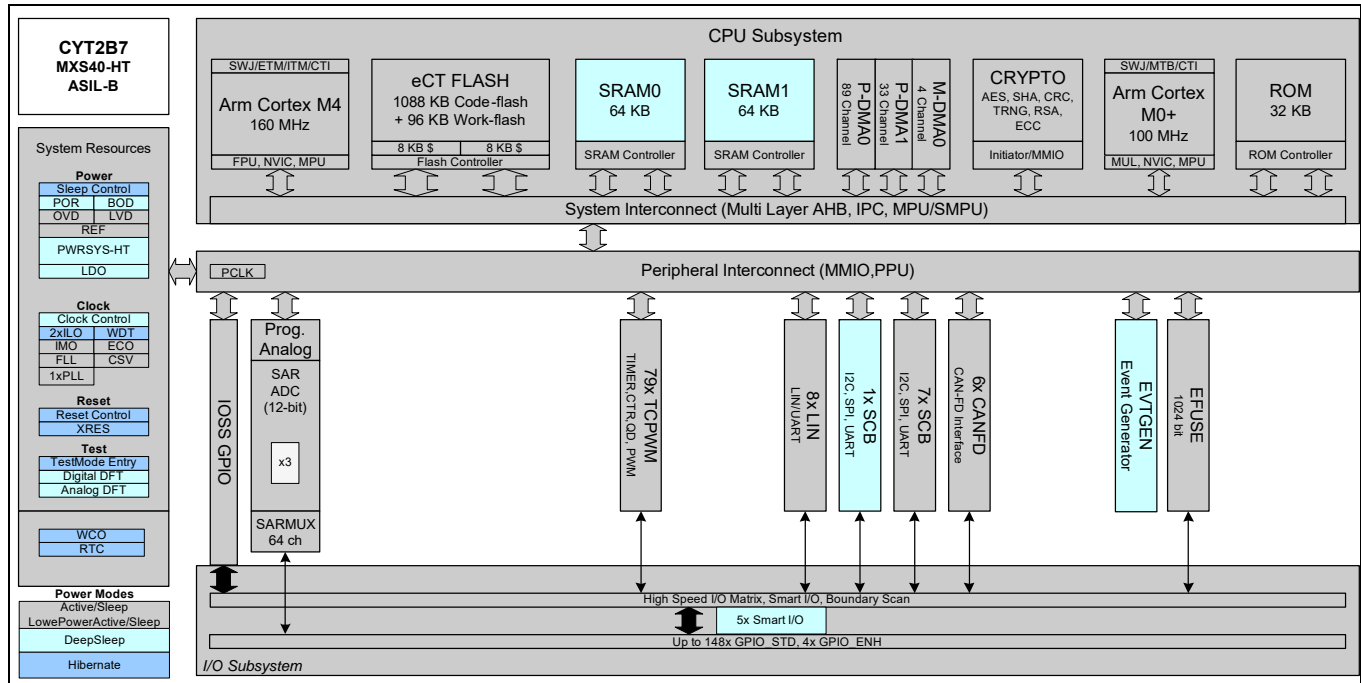 CYT2B7
MXS40-HT
ASIL-B
System Resources
Power
Sleep Control
POR
BOD
OVD
LVD
REF
PWRSYS-HT
LDO
Clock
Clock Control
2xILO
WDT
IMO
ECO
FLL
CSV
1xPLL
Reset
Reset Control
XRES
Test
TestMode Entry
Digital DFT
Analog DFT
WCO
RTC
Power Modes
Active/Sleep
LowePowerActive/Sleep
DeepSleep
Hibernate
CPU Subsystem
SWJ/ETM/ITM/CTI
Arm Cortex M4
160 MHz
FPU, NVIC, MPU
eCT FLASH
1088 KB Code-flash
+ 96 KB Work-flash
8 KB $
8 KB $
Flash Controller
SRAM0
64 KB
SRAM Controller
SRAM1
64 KB
SRAM Controller
P-DMA0
89 Channel
P-DMA1
33 Channel
M-DMA0
4 Channel
CRYPTO
AES, SHA, CRC,
TRNG, RSA,
ECC
Initiator/MMIO
SWJ/MTB/CTI
Arm Cortex
M0+
100 MHz
MUL, NVIC, MPU
ROM
32 KB
ROM Controller
System Interconnect (Multi Layer AHB, IPC, MPU/SMPU)
PCLK
Peripheral Interconnect (MMIO,PPU)
IOSS GPIO
Prog.
Analog
SAR
ADC
(12-bit)
x3
SARMUX
64 ch
79x TCPWM
TIMER,CTR,QD, PWM
8x LIN
LIN/UART
1x SCB
I2C, SPI, UART
7x SCB
I2C, SPI, UART
6x CANFD
CAN-FD Interface
EVTGEN
Event Generator
EFUSE
1024 bit
High Speed I/O Matrix, Smart I/O, Boundary Scan
5x Smart I/O
Up to 148x GPIO_STD, 4x GPIO_ENH
I/O Subsystem